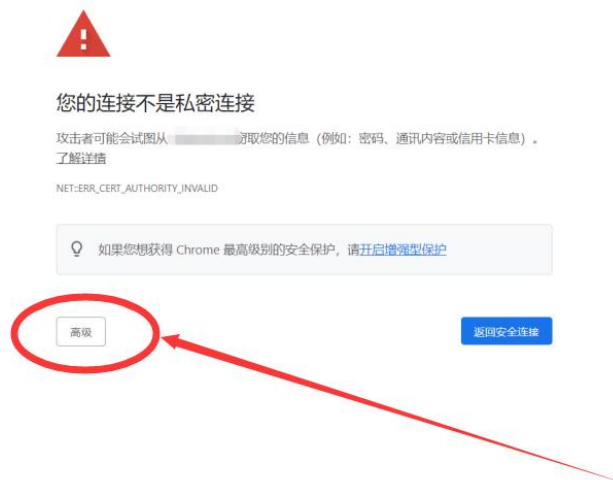 您的连接不是私密连接
攻击者可能会试图从 窃取您的信息（例如：密码、通讯内容或信用卡信息）。
了解详情
NET::ERR_CERT_AUTHORITY_INVALID
如果您想获得 Chrome 最高级别的安全保护，请开启增强型保护
高级
返回安全连接